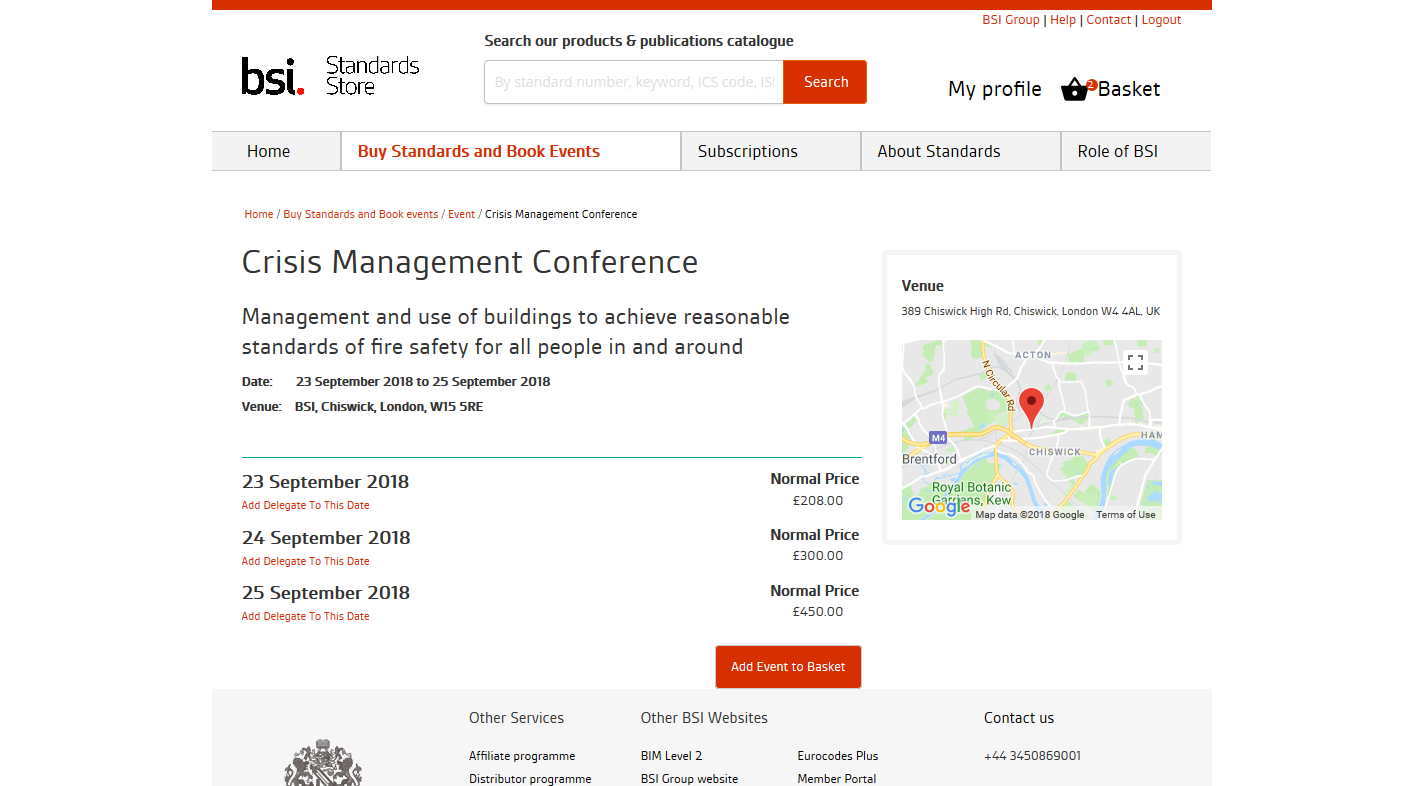 BSI Group | Help | Contact | Logout
Search our products & publications catalogue
bsi. Standards
Store
By standard number, keyword, ICS code, ISI
Search
My profile
2
Basket
Home
Buy Standards and Book Events
Subscriptions
About Standards
Role of BSI
Home / Buy Standards and Book events / Event / Crisis Management Conference
Crisis Management Conference
Management and use of buildings to achieve reasonable
standards of fire safety for all people in and around
Date: 23 September 2018 to 25 September 2018
Venue: BSI, Chiswick, London, W15 5RE
23 September 2018
Add Delegate To This Date
Normal Price
£208.00
24 September 2018
Add Delegate To This Date
Normal Price
£300.00
25 September 2018
Add Delegate To This Date
Normal Price
£450.00
Add Event to Basket
Venue
389 Chiswick High Rd, Chiswick, London W4 4AL, UK
ACTON
N Circular Rd
M4
HAM
CHISWICK
Brentford
Royal Botanic
Gardens, Kew
Google
Map data ©2018 Google
Terms of Use
Other Services
Affiliate programme
Distributor programme
Other BSI Websites
BIM Level 2
BSI Group website
Eurocodes Plus
Member Portal
Contact us
+44 3450869001